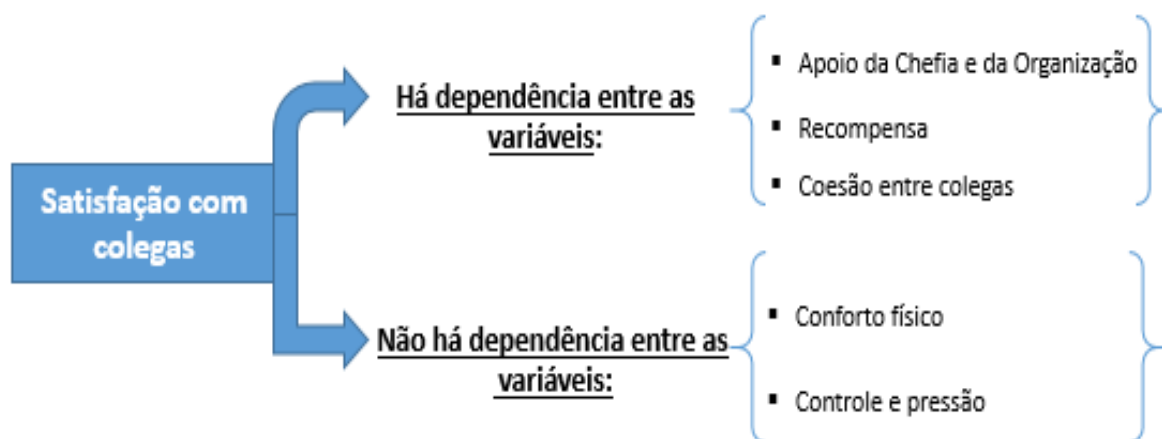 Satisfação com
colegas
Há dependência entre as
variáveis:
▪ Apoio da Chefia e da Organização
▪ Recompensa
▪ Coesão entre colegas
Não há dependência entre as
variáveis:
▪ Conforto físico
▪ Controle e pressão